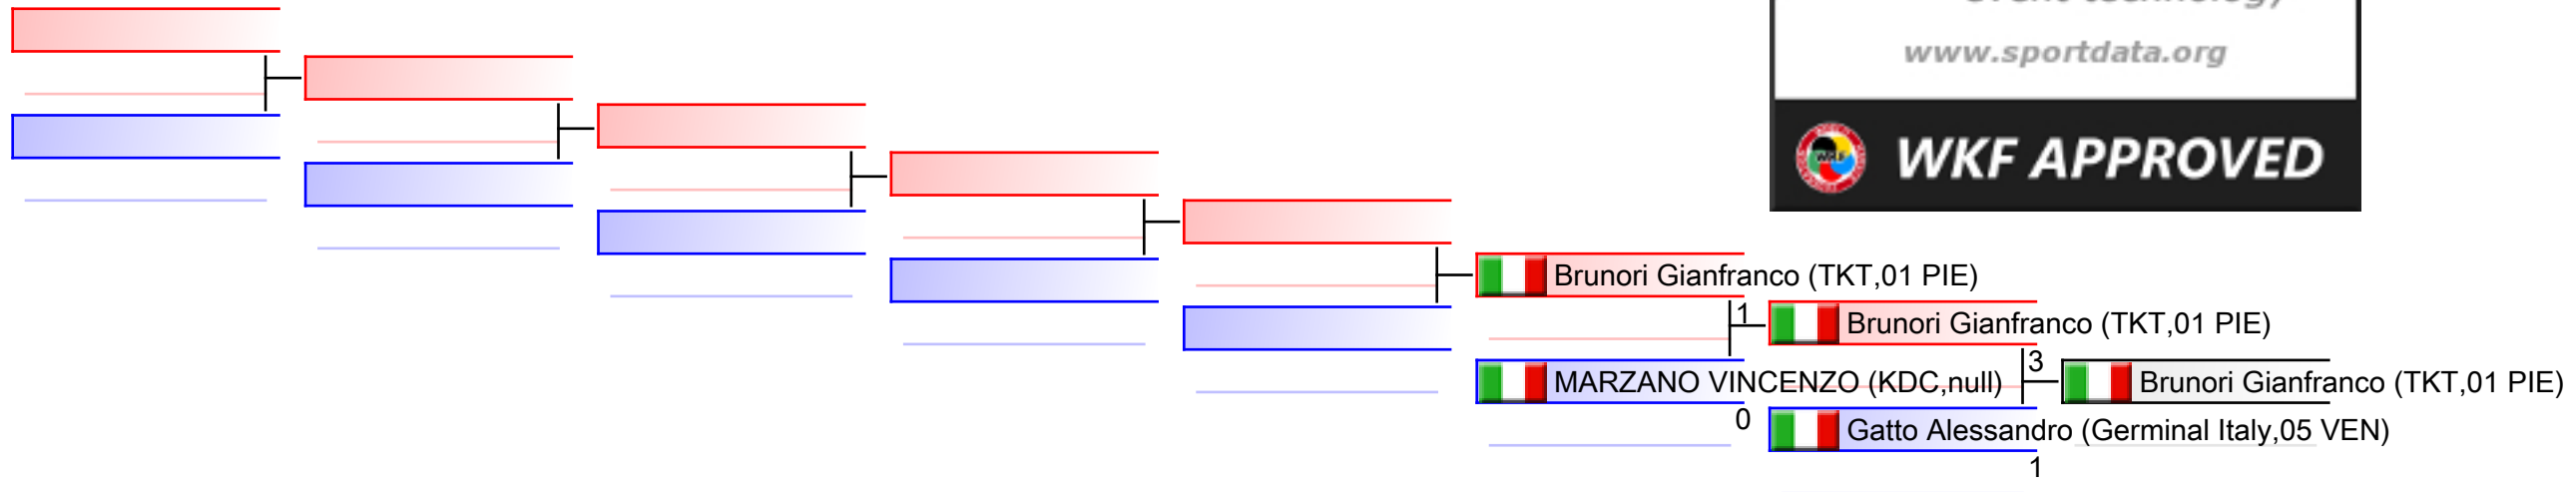 www.sportdata.org
WKF APPROVED
Brunori Gianfranco (TKT,01 PIE)
1
Brunori Gianfranco (TKT,01 PIE)
3
MARZANO VINCENZO (KDC,null)
Brunori Gianfranco (TKT,01 PIE)
0
Gatto Alessandro (Germinal Italy,05 VEN)
1